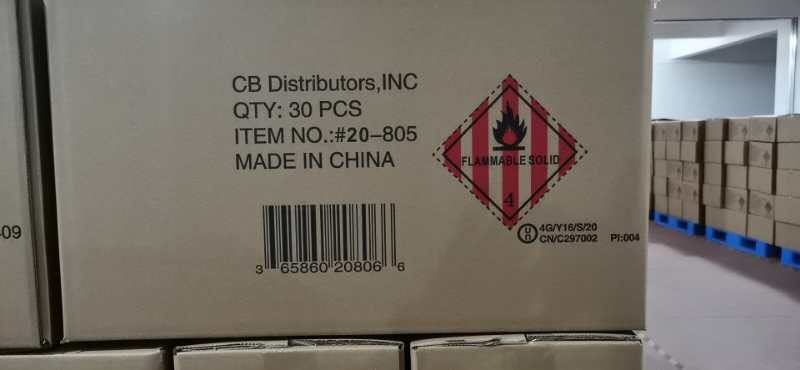 CB Distributors,INC
QTY: 30 PCS
ITEM NO.:#20-805
MADE IN CHINA
3 65860 20806 6
FLAMMABLE SOLID
4
un
4G/Y16/S/20
CN/C297002 PI:004
09